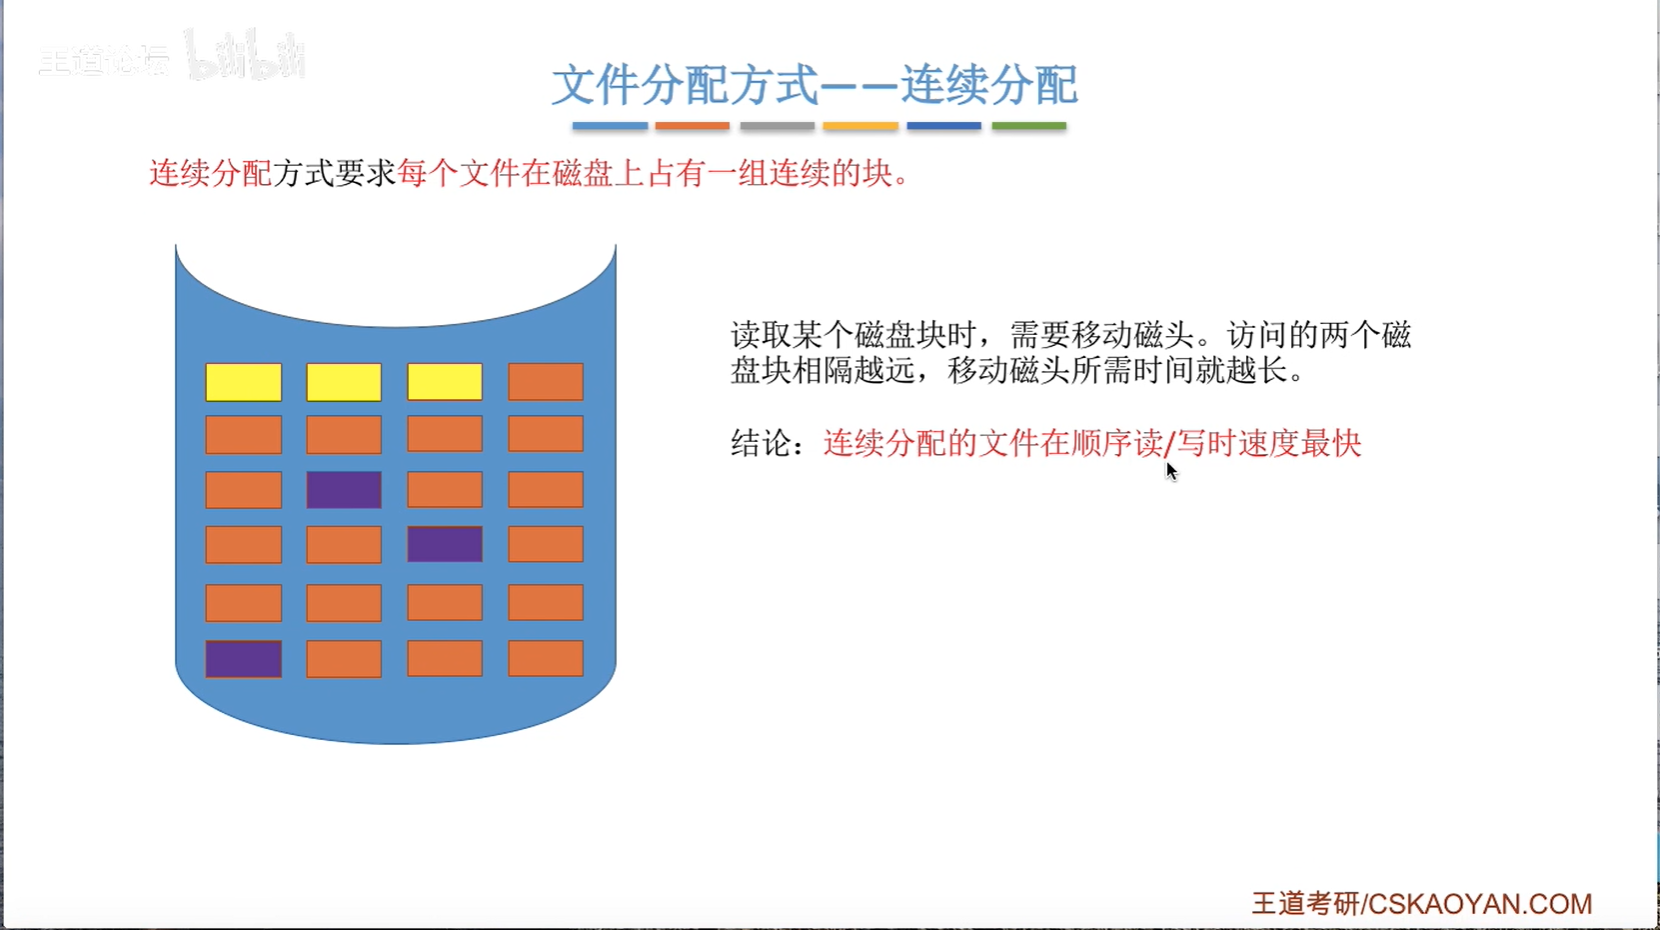 王道论坛 bilibili
文件分配方式——连续分配
连续分配方式要求每个文件在磁盘上占有一组连续的块。
读取某个磁盘块时，需要移动磁头。访问的两个磁
盘块相隔越远，移动磁头所需时间就越长。
结论：连续分配的文件在顺序读/写时速度最快
王道考研/CSKAOYAN.COM